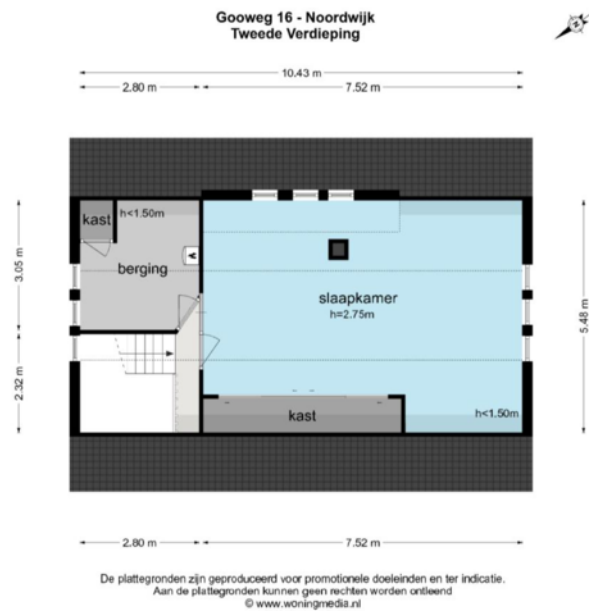 Gooweg 16 - Noordwijk
Tweede Verdieping
N
10.43 m
2.80 m
7.52 m
kast
h<1.50m
berging
slaapkamer
h=2.75m
3.05 m
2.32 m
5.48 m
kast
h<1.50m
2.80 m
7.52 m
De plattegronden zijn geproduceerd voor promotionele doeleinden en ter indicatie.
Aan de plattegronden kunnen geen rechten worden ontleend
© www.woningmedia.nl